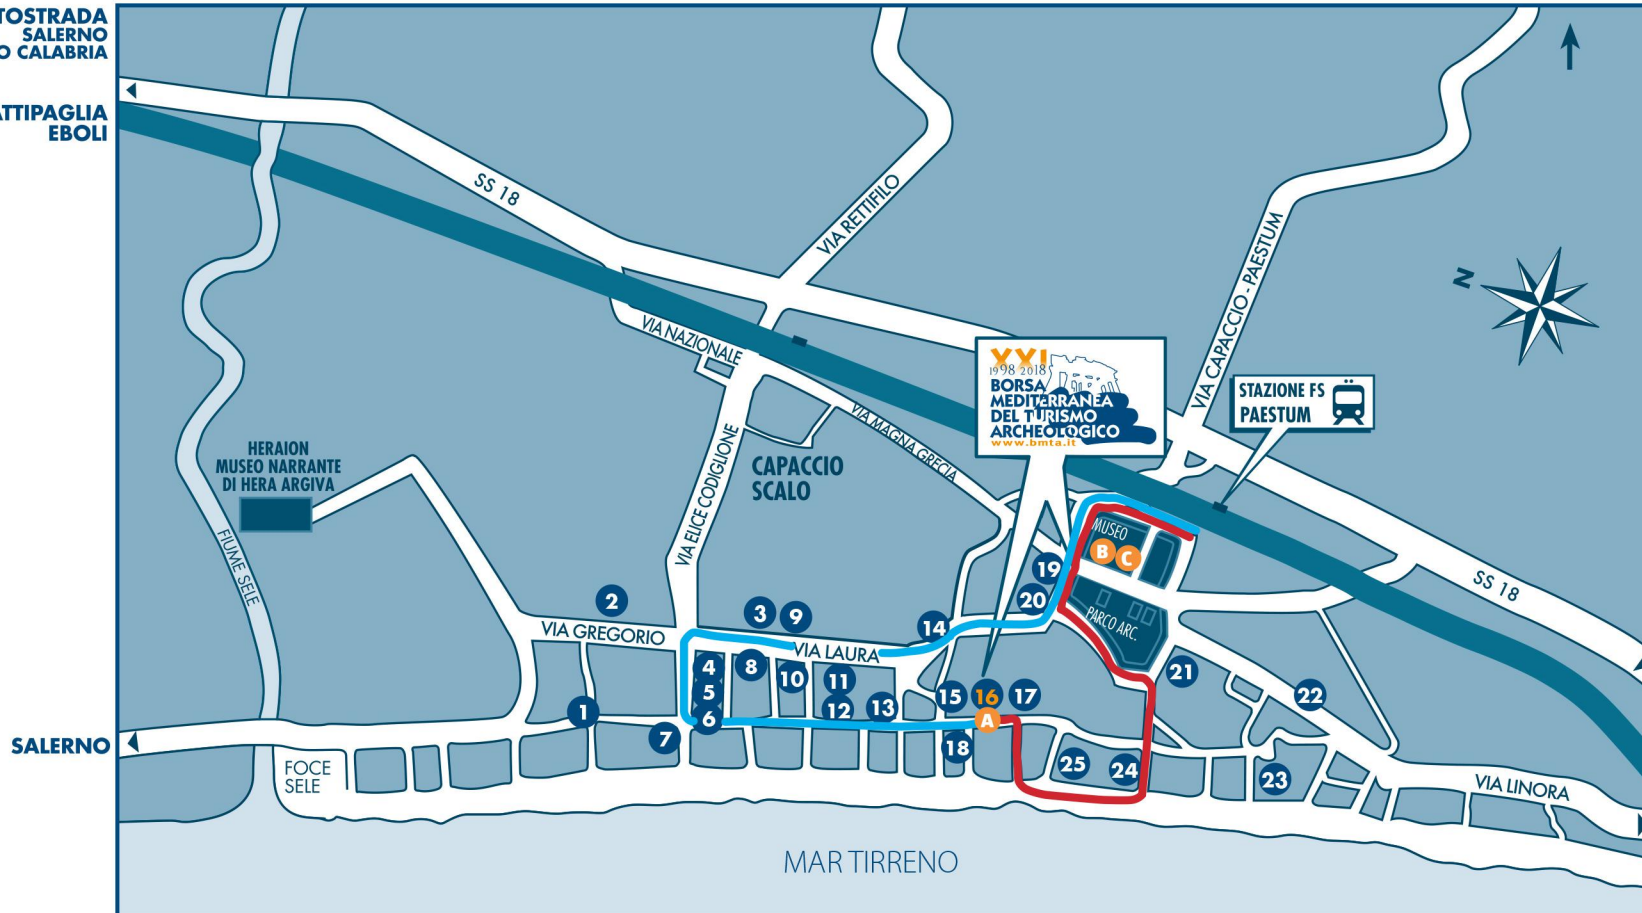 TOSTRADA
SALERNO
O CALABRIA
ATTIPAGLIA
EBOLI
SS 18
VIA RETTIFILO
VIA CAPACCIO - PAESTUM
N
VIA NAZIONALE
XXI
1998 2018
BORSA
MEDITERRANEA
DEL TURISMO
ARCHEOLOGICO
www.bmta.it
STAZIONE FS
PAESTUM
VIA MAGNA GRECIA
HERAION
MUSEO NARRANTE
DI HERA ARGIVA
CAPACCIO
SCALO
VIA ELICE CODIGLIONE
FIUME SELE
MUSEO
B C
19
20
PARCO ARC.
SS 18
2
3 9
14
VIA GREGORIO
VIA LAURA
4 8 10 11
5
6 12 13
15 16 17
A
21
22
1
7
18
25 24
23
SALERNO
FOCE
SELE
VIA LINORA
MAR TIRRENO